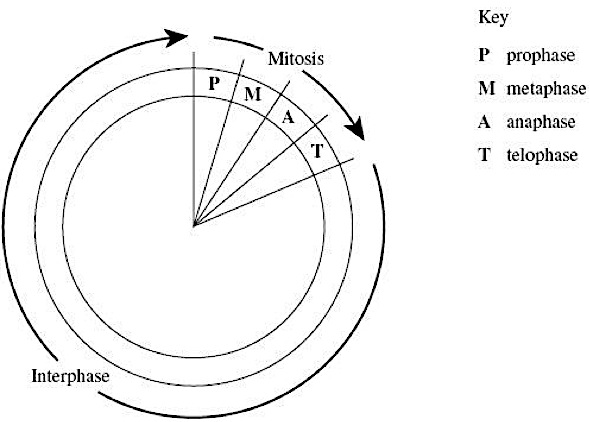 Key
P prophase
M metaphase
A anaphase
T telophase
Mitosis
P
M
A
T
Interphase